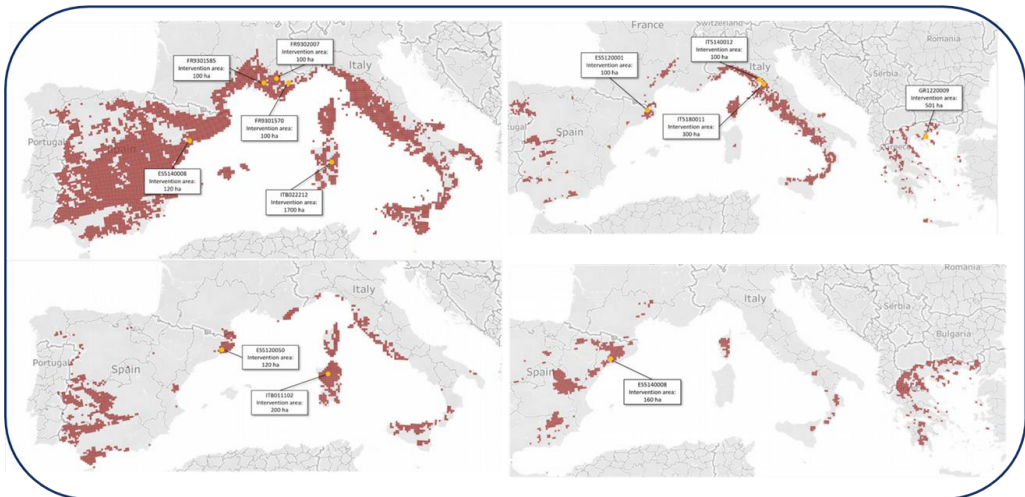 FR9302007
Intervention area:
100 ha
FR9301585
Intervention area:
100 ha
Italy
FR9301570
Intervention area:
100 ha
Portugal
ES5140008
Intervention area:
120 ha
ITB022212
Intervention area:
1700 ha
France
Switzerland
Romania
IT5140012
Intervention area:
100 ha
ES5120001
Intervention area:
100 ha
Italy
Serbia
GR1220009
Intervention area:
501 ha
IT5180011
Intervention area:
300 ha
Spain
Greece
Italy
Portugal
Spain
ES5120050
Intervention area:
120 ha
ITB011102
Intervention area:
200 ha
Romania
Italy
Serbia
Bulgaria
Spain
ES5140008
Intervention area:
160 ha